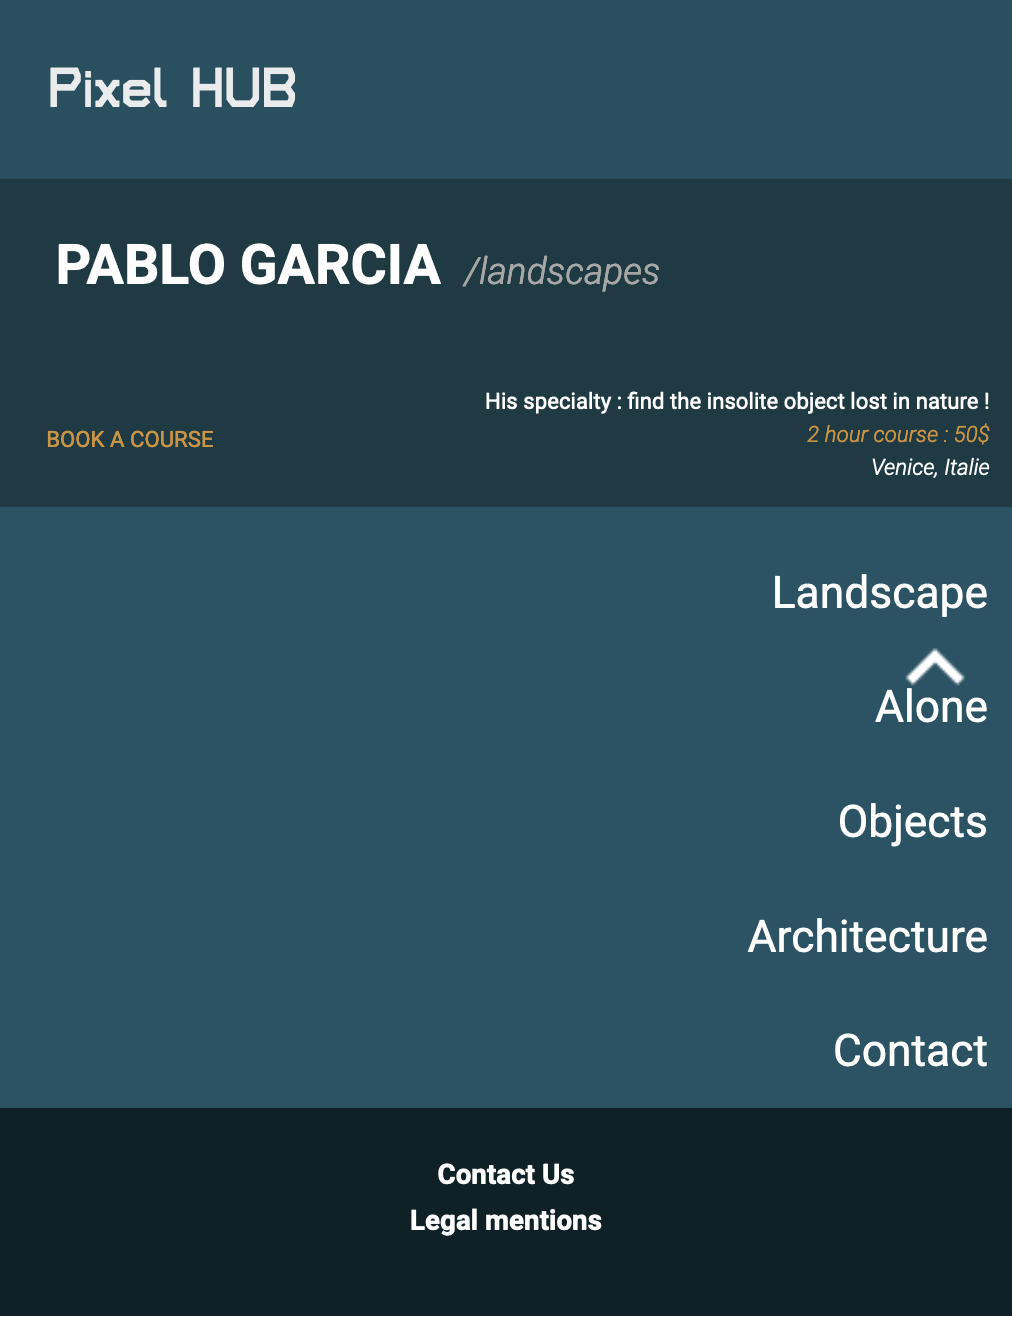 Pixel HUB
PABLO GARCIA /landscapes
His specialty : find the insolite object lost in nature !
BOOK A COURSE
2 hour course : 50$
Venice, Italie
Landscape
Alone
Objects
Architecture
Contact
Contact Us
Legal mentions